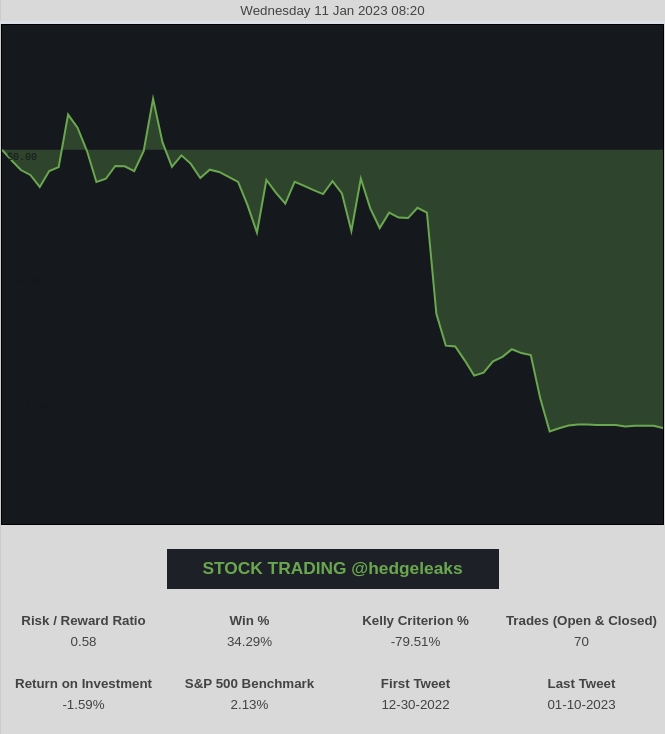 Wednesday 11 Jan 2023 08:20
STOCK TRADING @hedgeleaks
Risk / Reward Ratio Win % Kelly Criterion % Trades (Open & Closed)
0.58 34.29% -79.51% 70
Return on Investment S&P 500 Benchmark First Tweet Last Tweet
-1.59% 2.13% 12-30-2022 01-10-2023